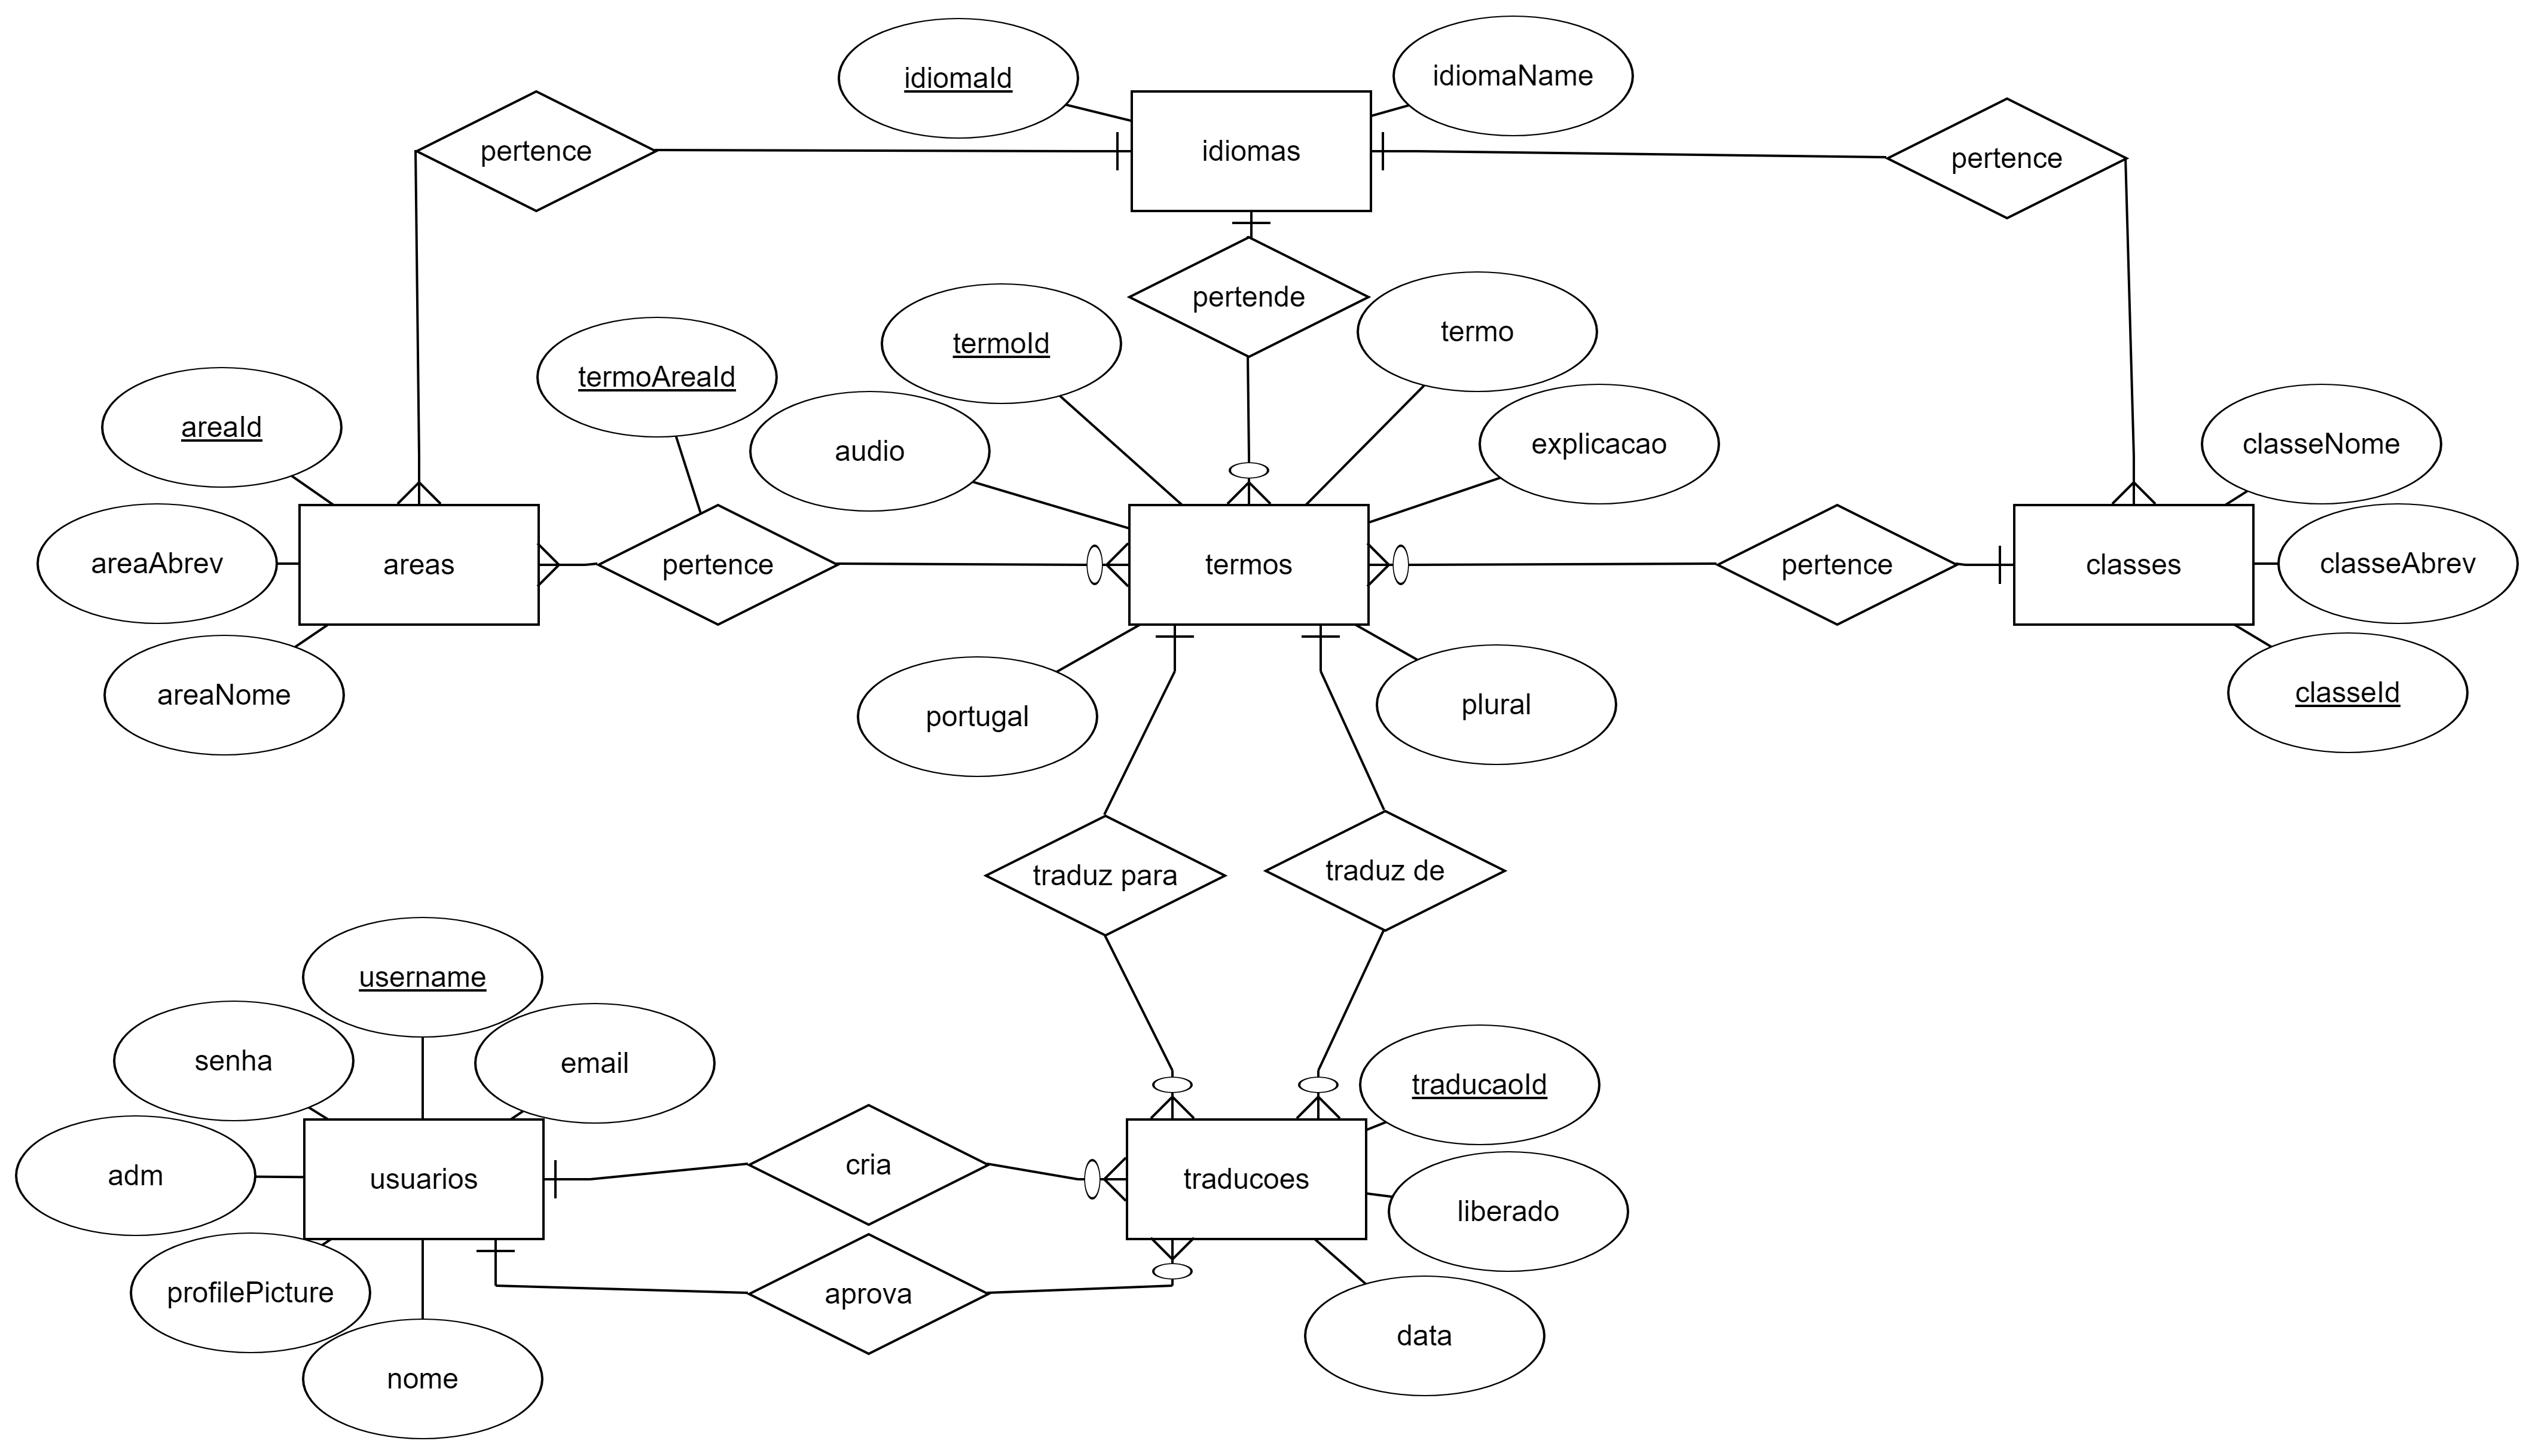 idiomaId
idiomaName
pertence
idiomas
pertence
pertende
termoId
termo
termoAreaId
areaId
audio
explicacao
classeNome
areaAbrev
areas
pertence
termos
pertence
classes
classeAbrev
areaNome
portugal
plural
classeId
traduz para
traduz de
username
senha
email
traducaoId
adm
usuarios
cria
traducoes
liberado
profilePicture
aprova
data
nome